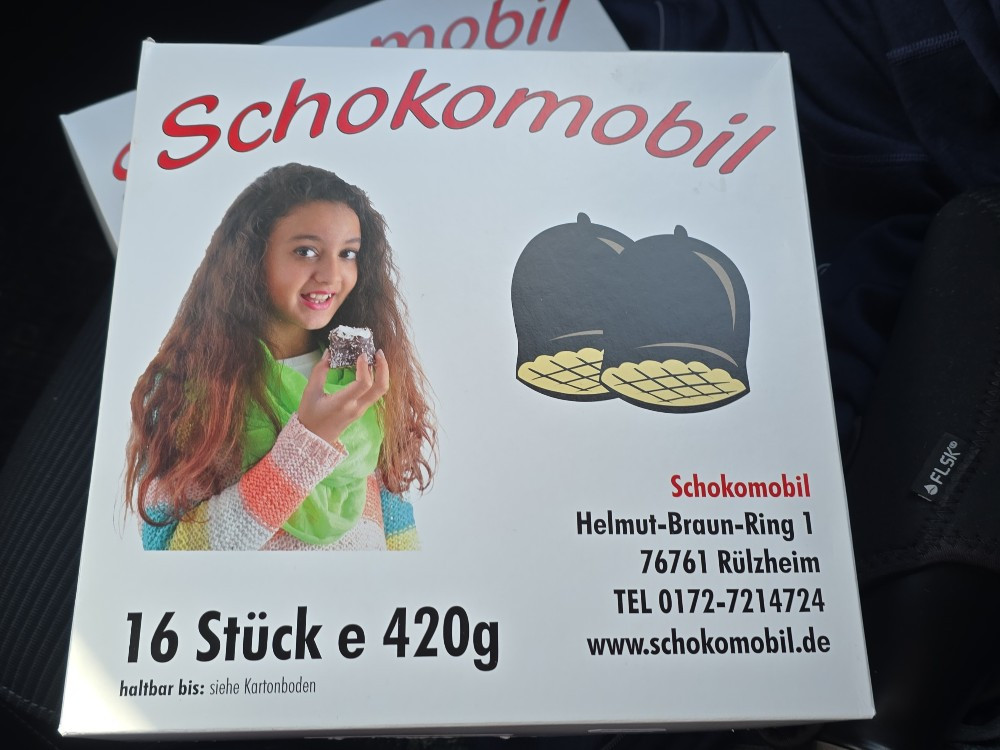 mobil
Schokomobil
Schokomobil
Helmut-Braun-Ring 1
76761 Rülzheim
TEL 0172-7214724
www.schokomobil.de
16 Stück e 420g
haltbar bis: siehe Kartonboden
FLSK